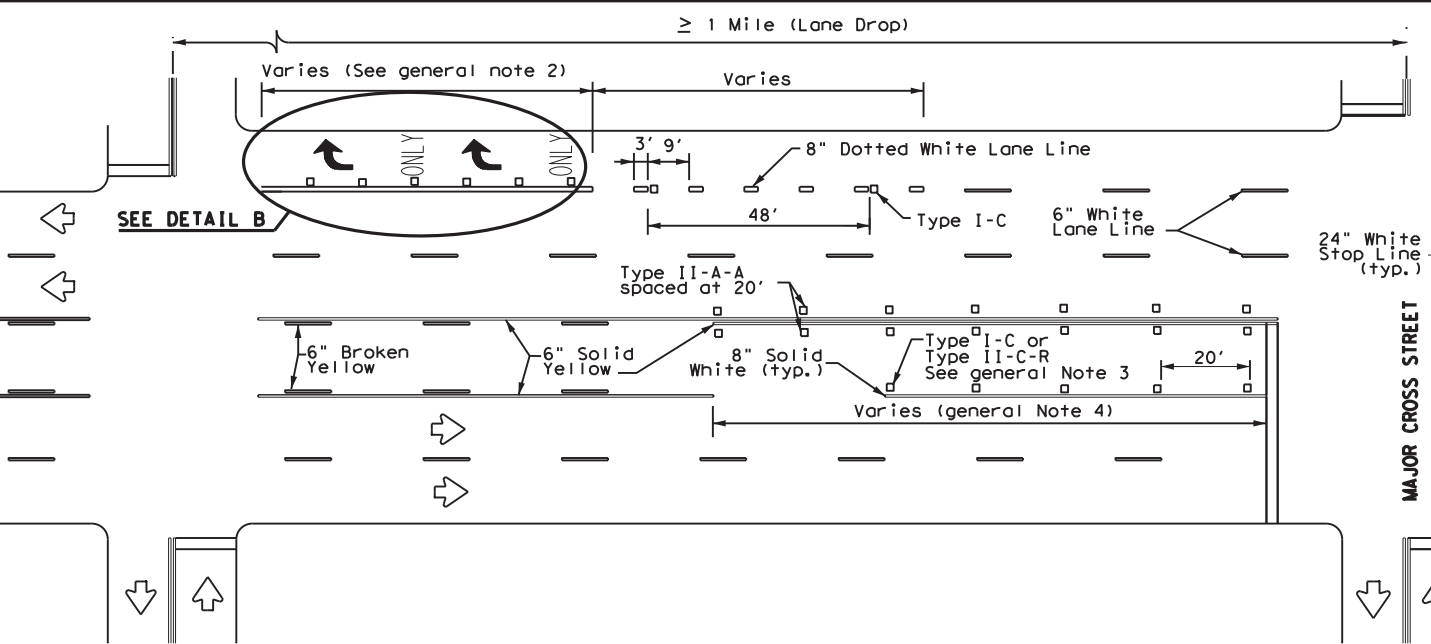 ≥ 1 Mile (Lane Drop)
Varies (See general note 2)
Varies
ONLY
ONLY
3' 9'
8" Dotted White Lane Line
SEE DETAIL B
48'
Type I-C
6" White
Lane Line
24" White
Stop Line
(typ.)
Type II-A-A
spaced at 20'
6" Broken
Yellow
6" Solid
Yellow
8" Solid
White (typ.)
Type I-C or
Type II-C-R
See general Note 3
20'
Varies (general Note 4)
MAJOR CROSS STREET